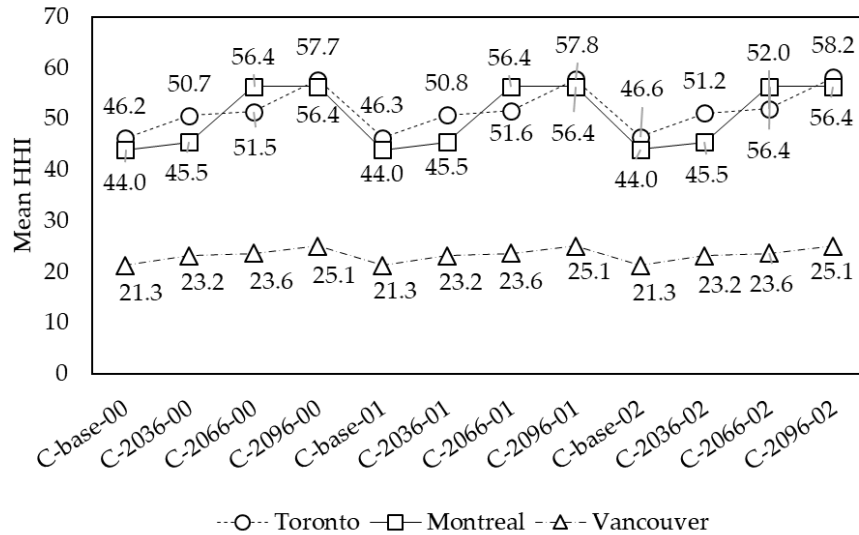 70
60
50
40
30
20
10
0
Mean HHI
46.2 50.7 56.4 57.7 46.3 50.8 56.4 57.8 46.6 51.2 52.0 58.2
44.0 45.5 51.5 56.4 44.0 45.5 51.6 56.4 44.0 45.5 56.4 56.4
21.3 23.2 23.6 25.1 21.3 23.2 23.6 25.1 21.3 23.2 23.6 25.1
C-base-00
C-2036-00
C-2066-00
C-2096-00
C-base-01
C-2036-01
C-2066-01
C-2096-01
C-base-02
C-2036-02
C-2066-02
C-2096-02
Toronto Montreal Vancouver